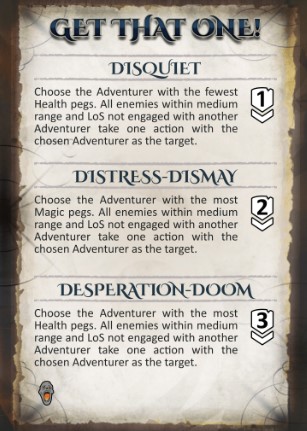 GET THAT ONE!
DISQUIET
Choose the Adventurer with the fewest
Health pegs. All enemies within medium
range and LoS not engaged with another
Adventurer take one action with the
chosen Adventurer as the target.
1
DISTRESS-DISMAY
Choose the Adventurer with the most
Magic pegs. All enemies within medium
range and LoS not engaged with another
Adventurer take one action with the
chosen Adventurer as the target.
2
DESPERATION-DOOM
Choose the Adventurer with the most
Health pegs. All enemies within medium
range and LoS not engaged with another
Adventurer take one action with the
chosen Adventurer as the target.
3